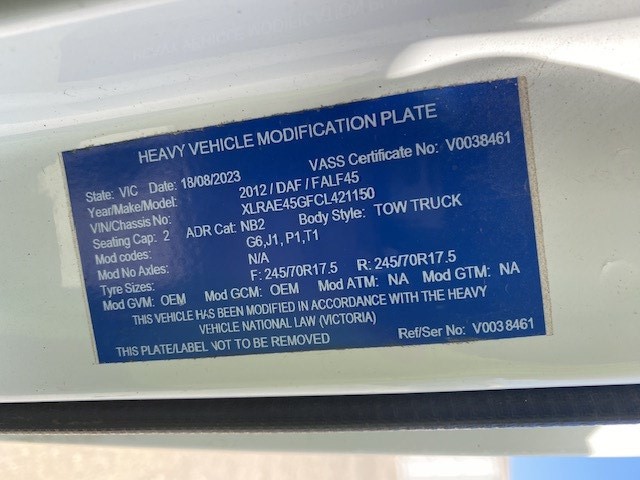 HEAVY VEHICLE MODIFICATION PLATE
State: VIC Date: 18/08/2023 VASS Certificate No: V0038461
Year/Make/Model: 2012 / DAF / FALF45
VIN/Chassis No: XLRAE45GFCL421150
Seating Cap: 2 ADR Cat: NB2 Body Style: TOW TRUCK
Mod codes: G6,J1, P1,T1
Mod No Axles: N/A
Tyre Sizes: F: 245/70R17.5 R: 245/70R17.5
Mod GVM: OEM Mod GCM: OEM Mod ATM: NA Mod GTM: NA
THIS VEHICLE HAS BEEN MODIFIED IN ACCORDANCE WITH THE HEAVY
VEHICLE NATIONAL LAW (VICTORIA)
THIS PLATE/LABEL NOT TO BE REMOVED Ref/Ser No: V0038461